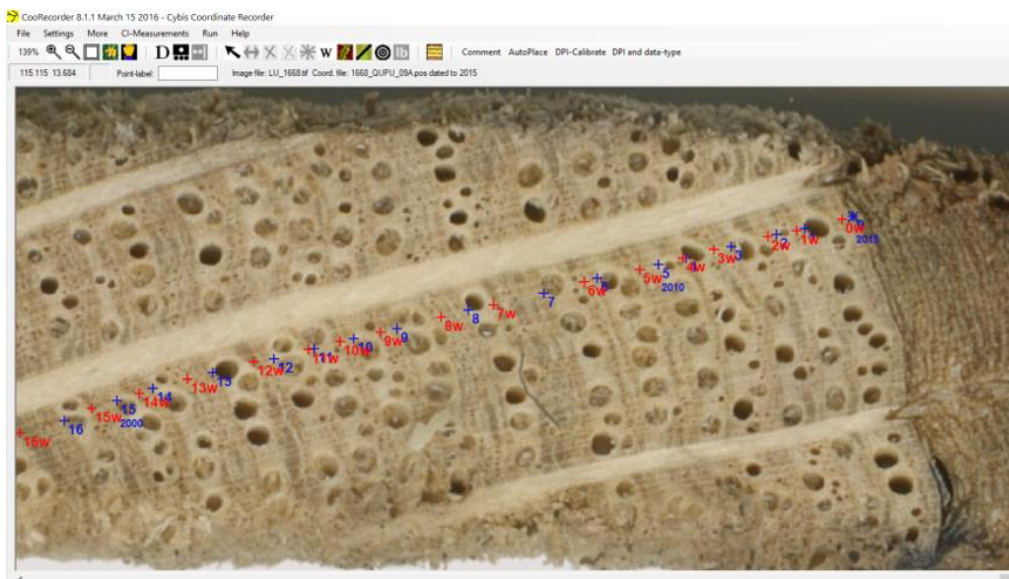 CooRecorder 8.1.1 March 15 2016 - Cybis Coordinate Recorder
File Settings More CI-Measurements Run Help
139% D W lb Comment AutoPlace DPI-Calibrate DPI and data-type
115.115 13.684 Point-label: Image file: LU_1668.tif Coord. file: 1668_QUPU_09A.pos dated to 2015
0w
2015
1w 1
2w 2
3w 3
4w 4
5w 5
2010
6w 6
7w 7
8w 8
9w 9
10w 10
11w 11
12w 12
13w 13
14w 14
15w 15
2000
16w 16